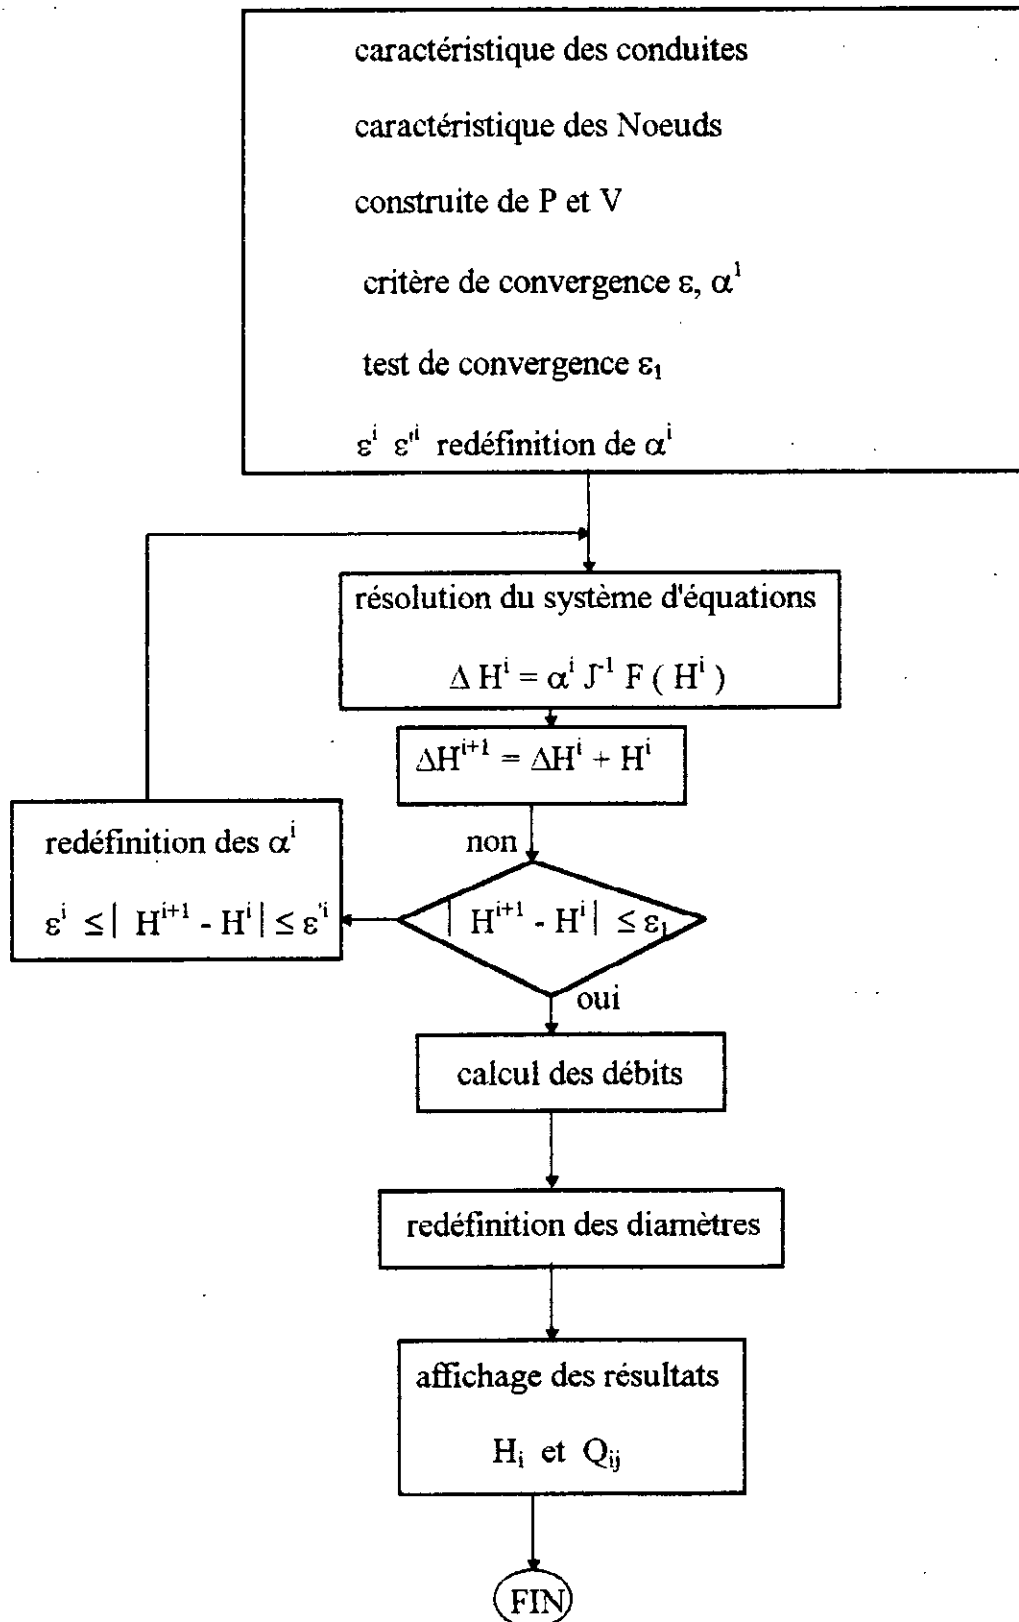 caractéristique des conduites
caractéristique des Noeuds
construite de P et V
critère de convergence ε, α¹
test de convergence ε₁
εⁱ ε'ⁱ redéfinition de αⁱ
résolution du système d'équations
Δ Hⁱ = αⁱ J⁻¹ F ( Hⁱ )
ΔHⁱ⁺¹ = ΔHⁱ + Hⁱ
non
redéfinition des αⁱ
εⁱ ≤ | Hⁱ⁺¹ - Hⁱ | ≤ ε'ⁱ
| Hⁱ⁺¹ - Hⁱ | ≤ ε₁
oui
calcul des débits
redéfinition des diamètres
affichage des résultats
Hᵢ et Qᵢⱼ
FIN